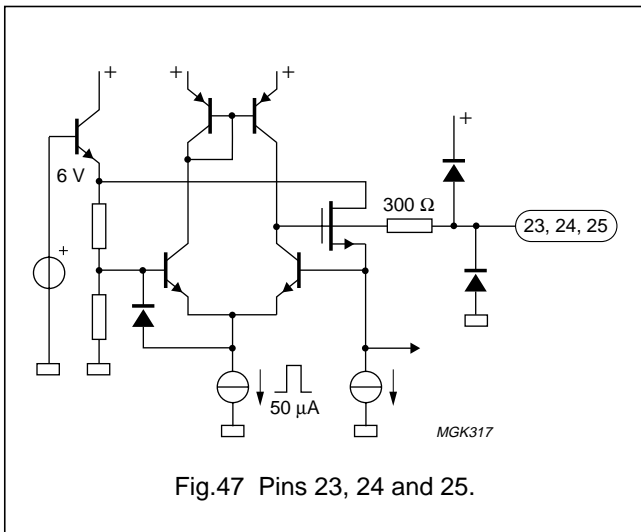 +
+
+
+
6 V
300 Ω
23, 24, 25
+
50 μA
MGK317
Fig.47 Pins 23, 24 and 25.